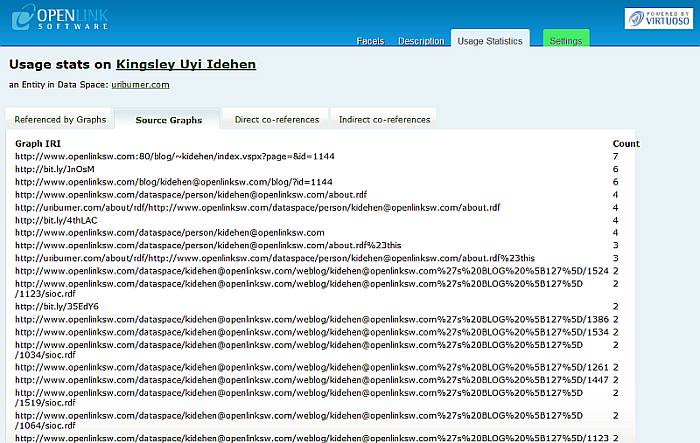 OPENLINK
SOFTWARE
POWERED BY
VIRTUOSO
Facets Description Usage Statistics Settings
Usage stats on Kingsley Uyi Idehen
an Entity in Data Space: uriburner.com
Referenced by Graphs Source Graphs Direct co-references Indirect co-references
Graph IRI Count
http://www.openlinksw.com:80/blog/~kidehen/index.vspx?page=&id=1144 7
http://bit.ly/JnOsM 6
http://www.openlinksw.com/blog/kidehen@openlinksw.com/blog/?id=1144 6
http://www.openlinksw.com/dataspace/person/kidehen@openlinksw.com/about.rdf 4
http://uriburner.com/about/rdf/http://www.openlinksw.com/dataspace/person/kidehen@openlinksw.com/about.rdf 4
http://bit.ly/4thLAC 4
http://www.openlinksw.com/dataspace/person/kidehen@openlinksw.com 4
http://www.openlinksw.com/dataspace/person/kidehen@openlinksw.com/about.rdf%23this 3
http://uriburner.com/about/rdf/http://www.openlinksw.com/dataspace/person/kidehen@openlinksw.com/about.rdf%23this 3
http://www.openlinksw.com/dataspace/kidehen@openlinksw.com/weblog/kidehen@openlinksw.com%27s%20BLOG%20%5B127%5D/1524 2
http://www.openlinksw.com/dataspace/kidehen@openlinksw.com/weblog/kidehen@openlinksw.com%27s%20BLOG%20%5B127%5D 2
/1123/sioc.rdf
http://bit.ly/35EdY6 2
http://www.openlinksw.com/dataspace/kidehen@openlinksw.com/weblog/kidehen@openlinksw.com%27s%20BLOG%20%5B127%5D/1386 2
http://www.openlinksw.com/dataspace/kidehen@openlinksw.com/weblog/kidehen@openlinksw.com%27s%20BLOG%20%5B127%5D/1534 2
http://www.openlinksw.com/dataspace/kidehen@openlinksw.com/weblog/kidehen@openlinksw.com%27s%20BLOG%20%5B127%5D 2
/1034/sioc.rdf
http://www.openlinksw.com/dataspace/kidehen@openlinksw.com/weblog/kidehen@openlinksw.com%27s%20BLOG%20%5B127%5D/1261 2
http://www.openlinksw.com/dataspace/kidehen@openlinksw.com/weblog/kidehen@openlinksw.com%27s%20BLOG%20%5B127%5D/1447 2
http://www.openlinksw.com/dataspace/kidehen@openlinksw.com/weblog/kidehen@openlinksw.com%27s%20BLOG%20%5B127%5D 2
/1519/sioc.rdf
http://www.openlinksw.com/dataspace/kidehen@openlinksw.com/weblog/kidehen@openlinksw.com%27s%20BLOG%20%5B127%5D 2
/1064/sioc.rdf
http://www.openlinksw.com/dataspace/kidehen@openlinksw.com/weblog/kidehen@openlinksw.com%27s%20BLOG%20%5B127%5D/1123 2